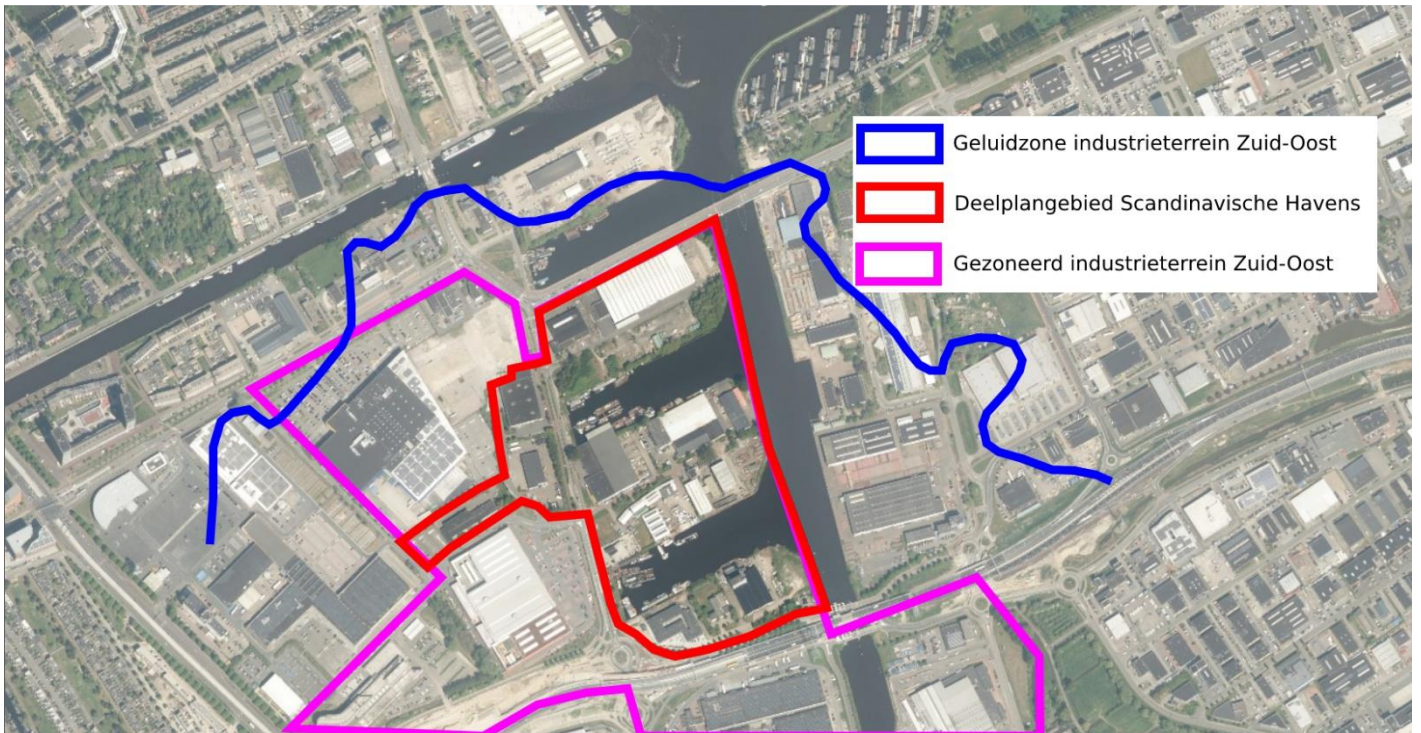 Geluidzone industrieterrein Zuid-Oost
Deelplangebied Scandinavische Havens
Gezoneerd industrieterrein Zuid-Oost